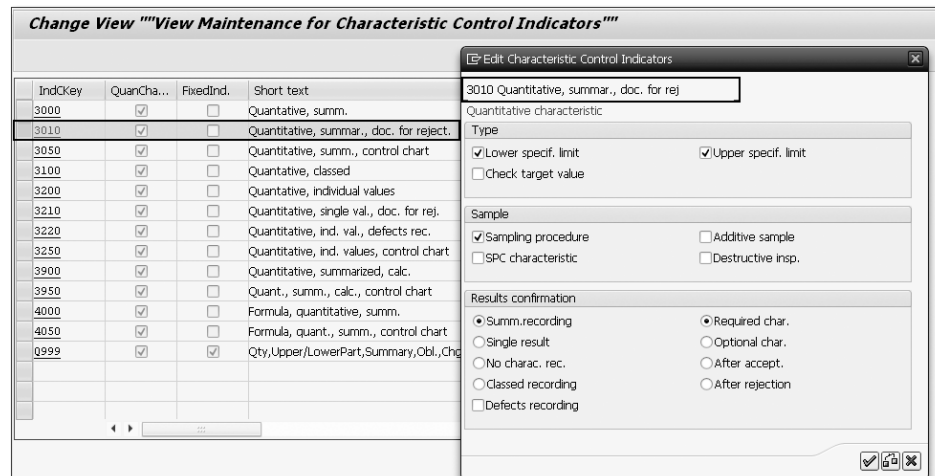 Change View ""View Maintenance for Characteristic Control Indicators""
IndCKey QuanCha... FixedInd. Short text
3000 Quantative, summ.
3010 Quantitative, summar., doc. for reject.
3050 Quantitative, summ., control chart
3100 Quantative, classed
3200 Quantative, individual values
3210 Quantitative, single val., doc. for rej.
3220 Quantitative, ind. val., defects rec.
3250 Quantitative, ind. values, control chart
3900 Quantitative, summarized, calc.
3950 Quant., summ., calc., control chart
4000 Formula, quantitative, summ.
4050 Formula, quant., summ., control chart
Q999 Qty,Upper/LowerPart,Summary,Obl.,Chg
Edit Characteristic Control Indicators
3010 Quantitative, summar., doc. for rej
Quantitative characteristic
Type
Lower specif. limit Upper specif. limit
Check target value
Sample
Sampling procedure Additive sample
SPC characteristic Destructive insp.
Results confirmation
Summ.recording Required char.
Single result Optional char.
No charac. rec. After accept.
Classed recording After rejection
Defects recording